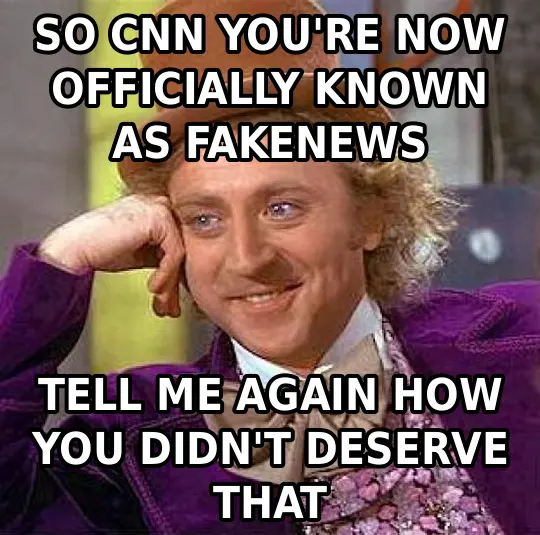 SO CNN YOU'RE NOW
OFFICIALLY KNOWN
AS FAKENEWS
TELL ME AGAIN HOW
YOU DIDN'T DESERVE
THAT